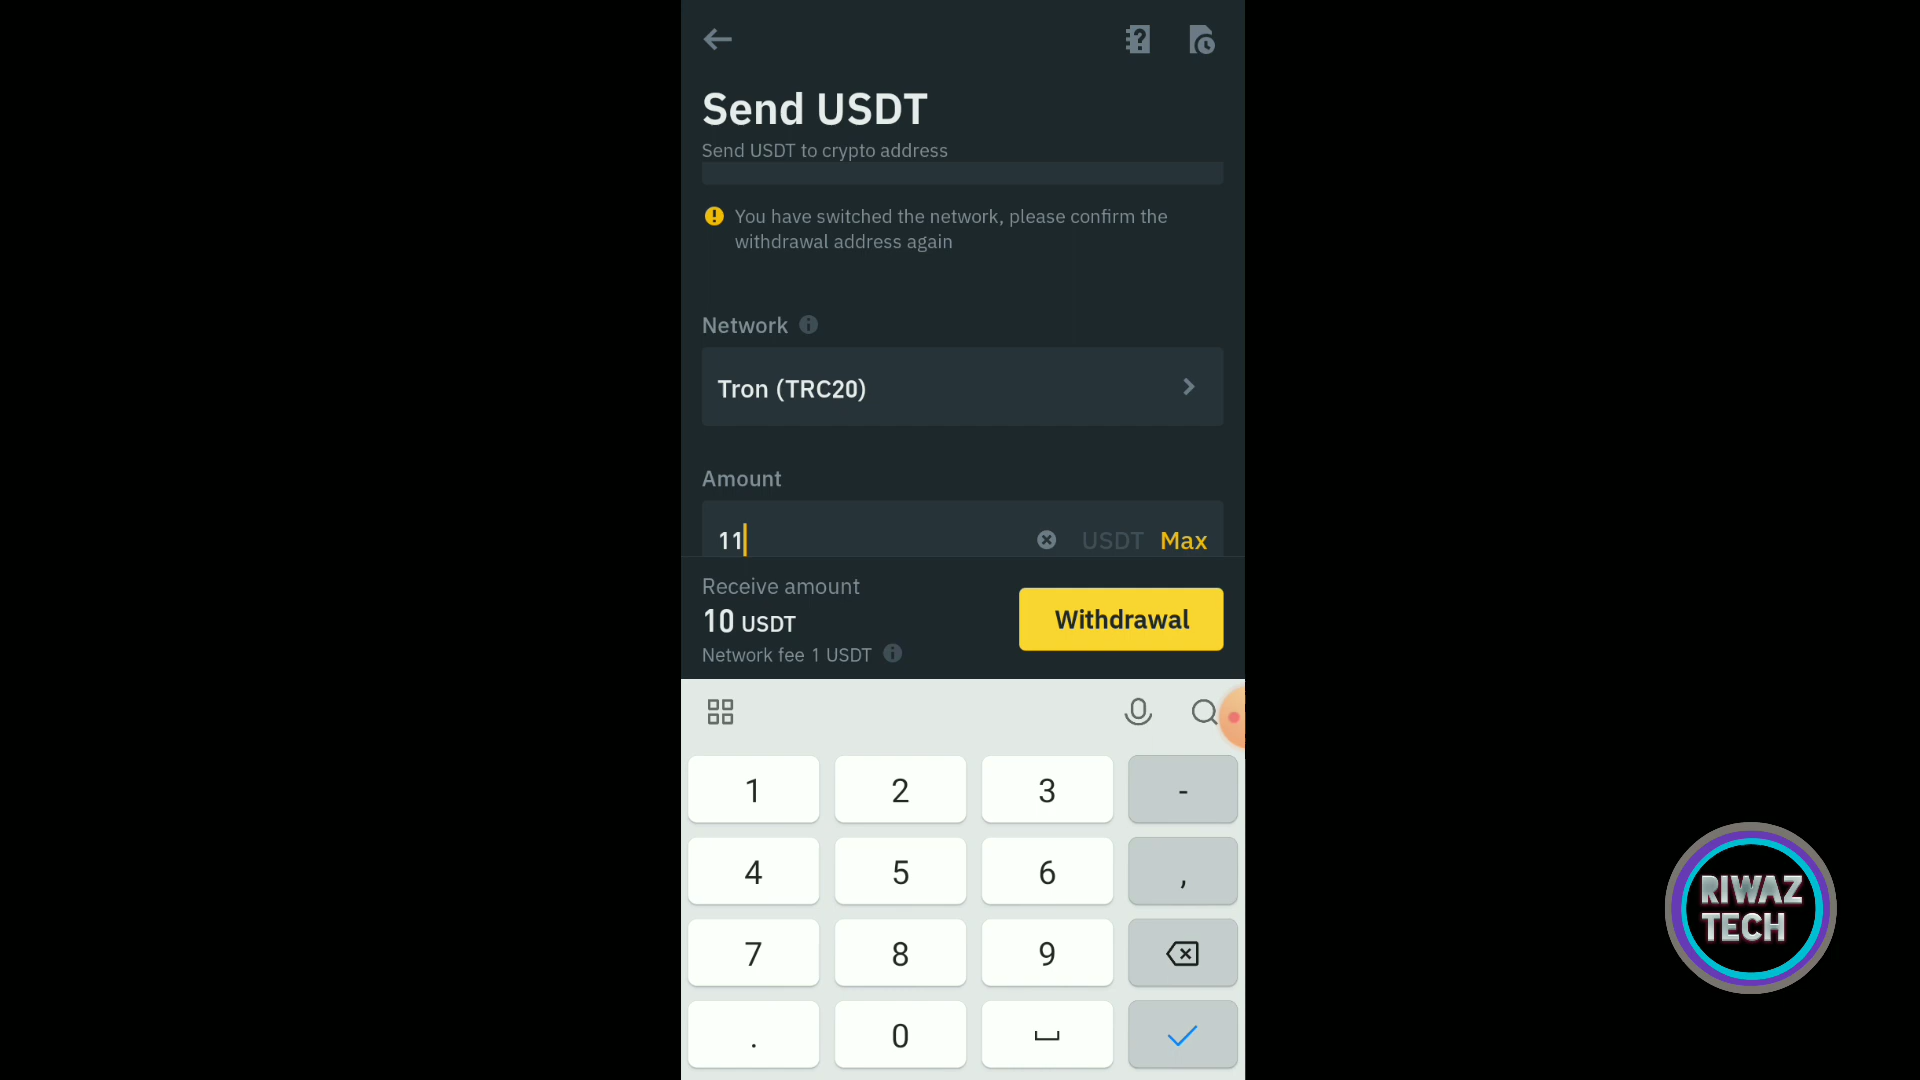 Send USDT
Send USDT to crypto address
You have switched the network, please confirm the
withdrawal address again
Network
Tron (TRC20)
Amount
11 USDT Max
Receive amount
10 USDT
Withdrawal
Network fee 1 USDT
1 2 3 -
4 5 6 ,
7 8 9
. 0
RIWAZ
TECH